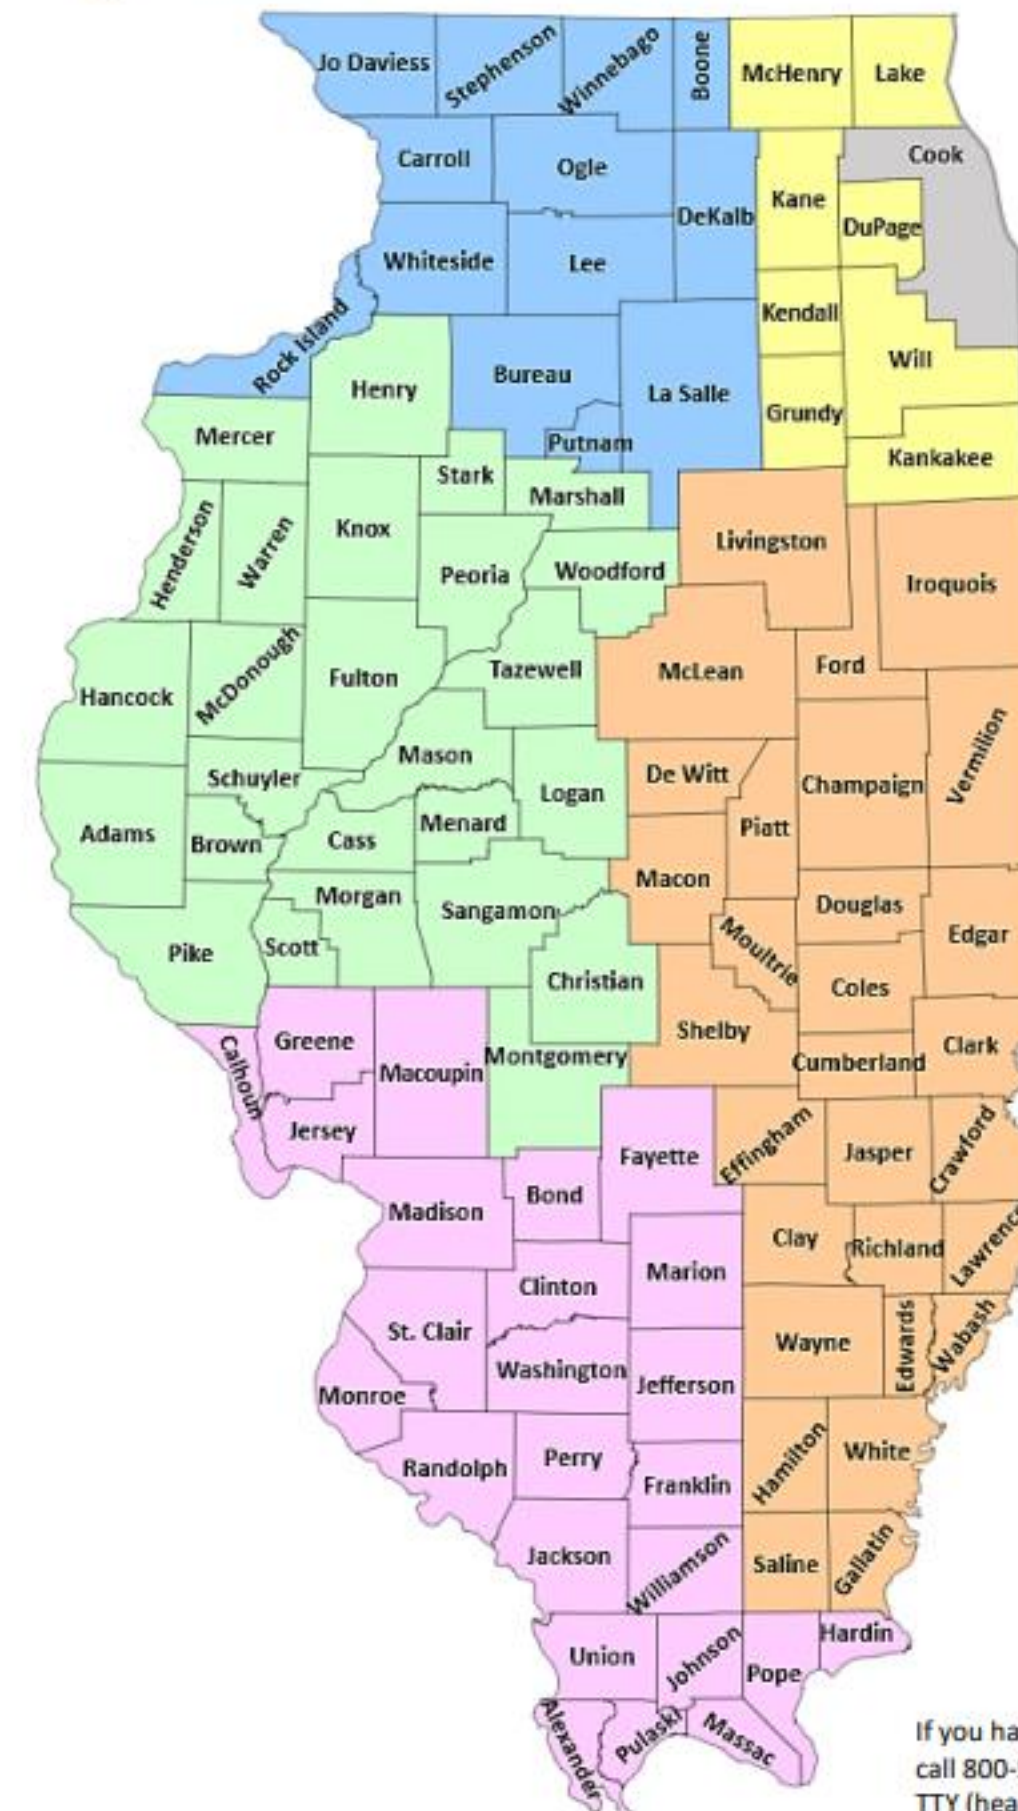 Jo Daviess
Stephenson
Winnebago
Boone
McHenry
Lake
Carroll
Ogle
DeKalb
Kane
Cook
DuPage
Whiteside
Lee
Kendall
Will
Rock Island
Henry
Bureau
La Salle
Grundy
Putnam
Kankakee
Mercer
Stark
Marshall
Henderson
Warren
Knox
Peoria
Woodford
Livingston
Iroquois
Hancock
McDonough
Fulton
Tazewell
McLean
Ford
Vermilion
Schuyler
Mason
Logan
De Witt
Champaign
Adams
Brown
Cass
Menard
Piatt
Macon
Morgan
Sangamon
Douglas
Edgar
Pike
Scott
Christian
Moultrie
Coles
Shelby
Greene
Macoupin
Montgomery
Cumberland
Clark
Calhoun
Jersey
Fayette
Effingham
Jasper
Crawford
Madison
Bond
Clay
Richland
Lawrenc
Marion
Clinton
St. Clair
Washington
Wayne
Edwards
Wabash
Monroe
Jefferson
Randolph
Perry
Franklin
Hamilton
White
Jackson
Williamson
Saline
Gallatin
Union
Johnson
Pope
Hardin
Alexander
Pulaski
Massac
If you ha
call 800-
TTY (hea